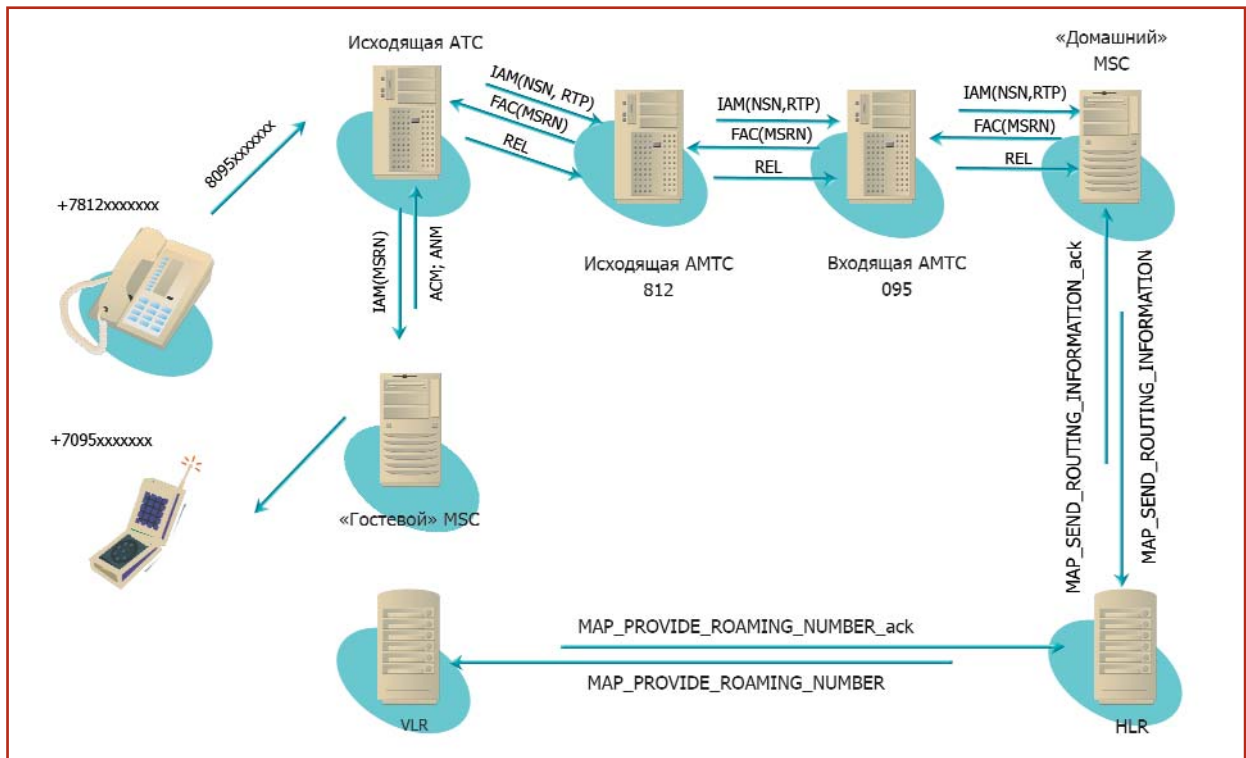 Исходящая АТС
«Домашний»
MSC
IAM(NSN, RTP)
FAC(MSRN)
REL
IAM(NSN,RTP)
FAC(MSRN)
REL
IAM(NSN,RTP)
FAC(MSRN)
REL
8095xxxxxxx
+7812xxxxxxx
IAM(MSRN)
ACM; ANM
Исходящая АМТС
812
Входящая АМТС
095
MAP_SEND_ROUTING_INFORMATION_ack
MAP_SEND_ROUTING_INFORMATION
+7095xxxxxxx
«Гостевой» MSC
MAP_PROVIDE_ROAMING_NUMBER_ack
MAP_PROVIDE_ROAMING_NUMBER
VLR
HLR